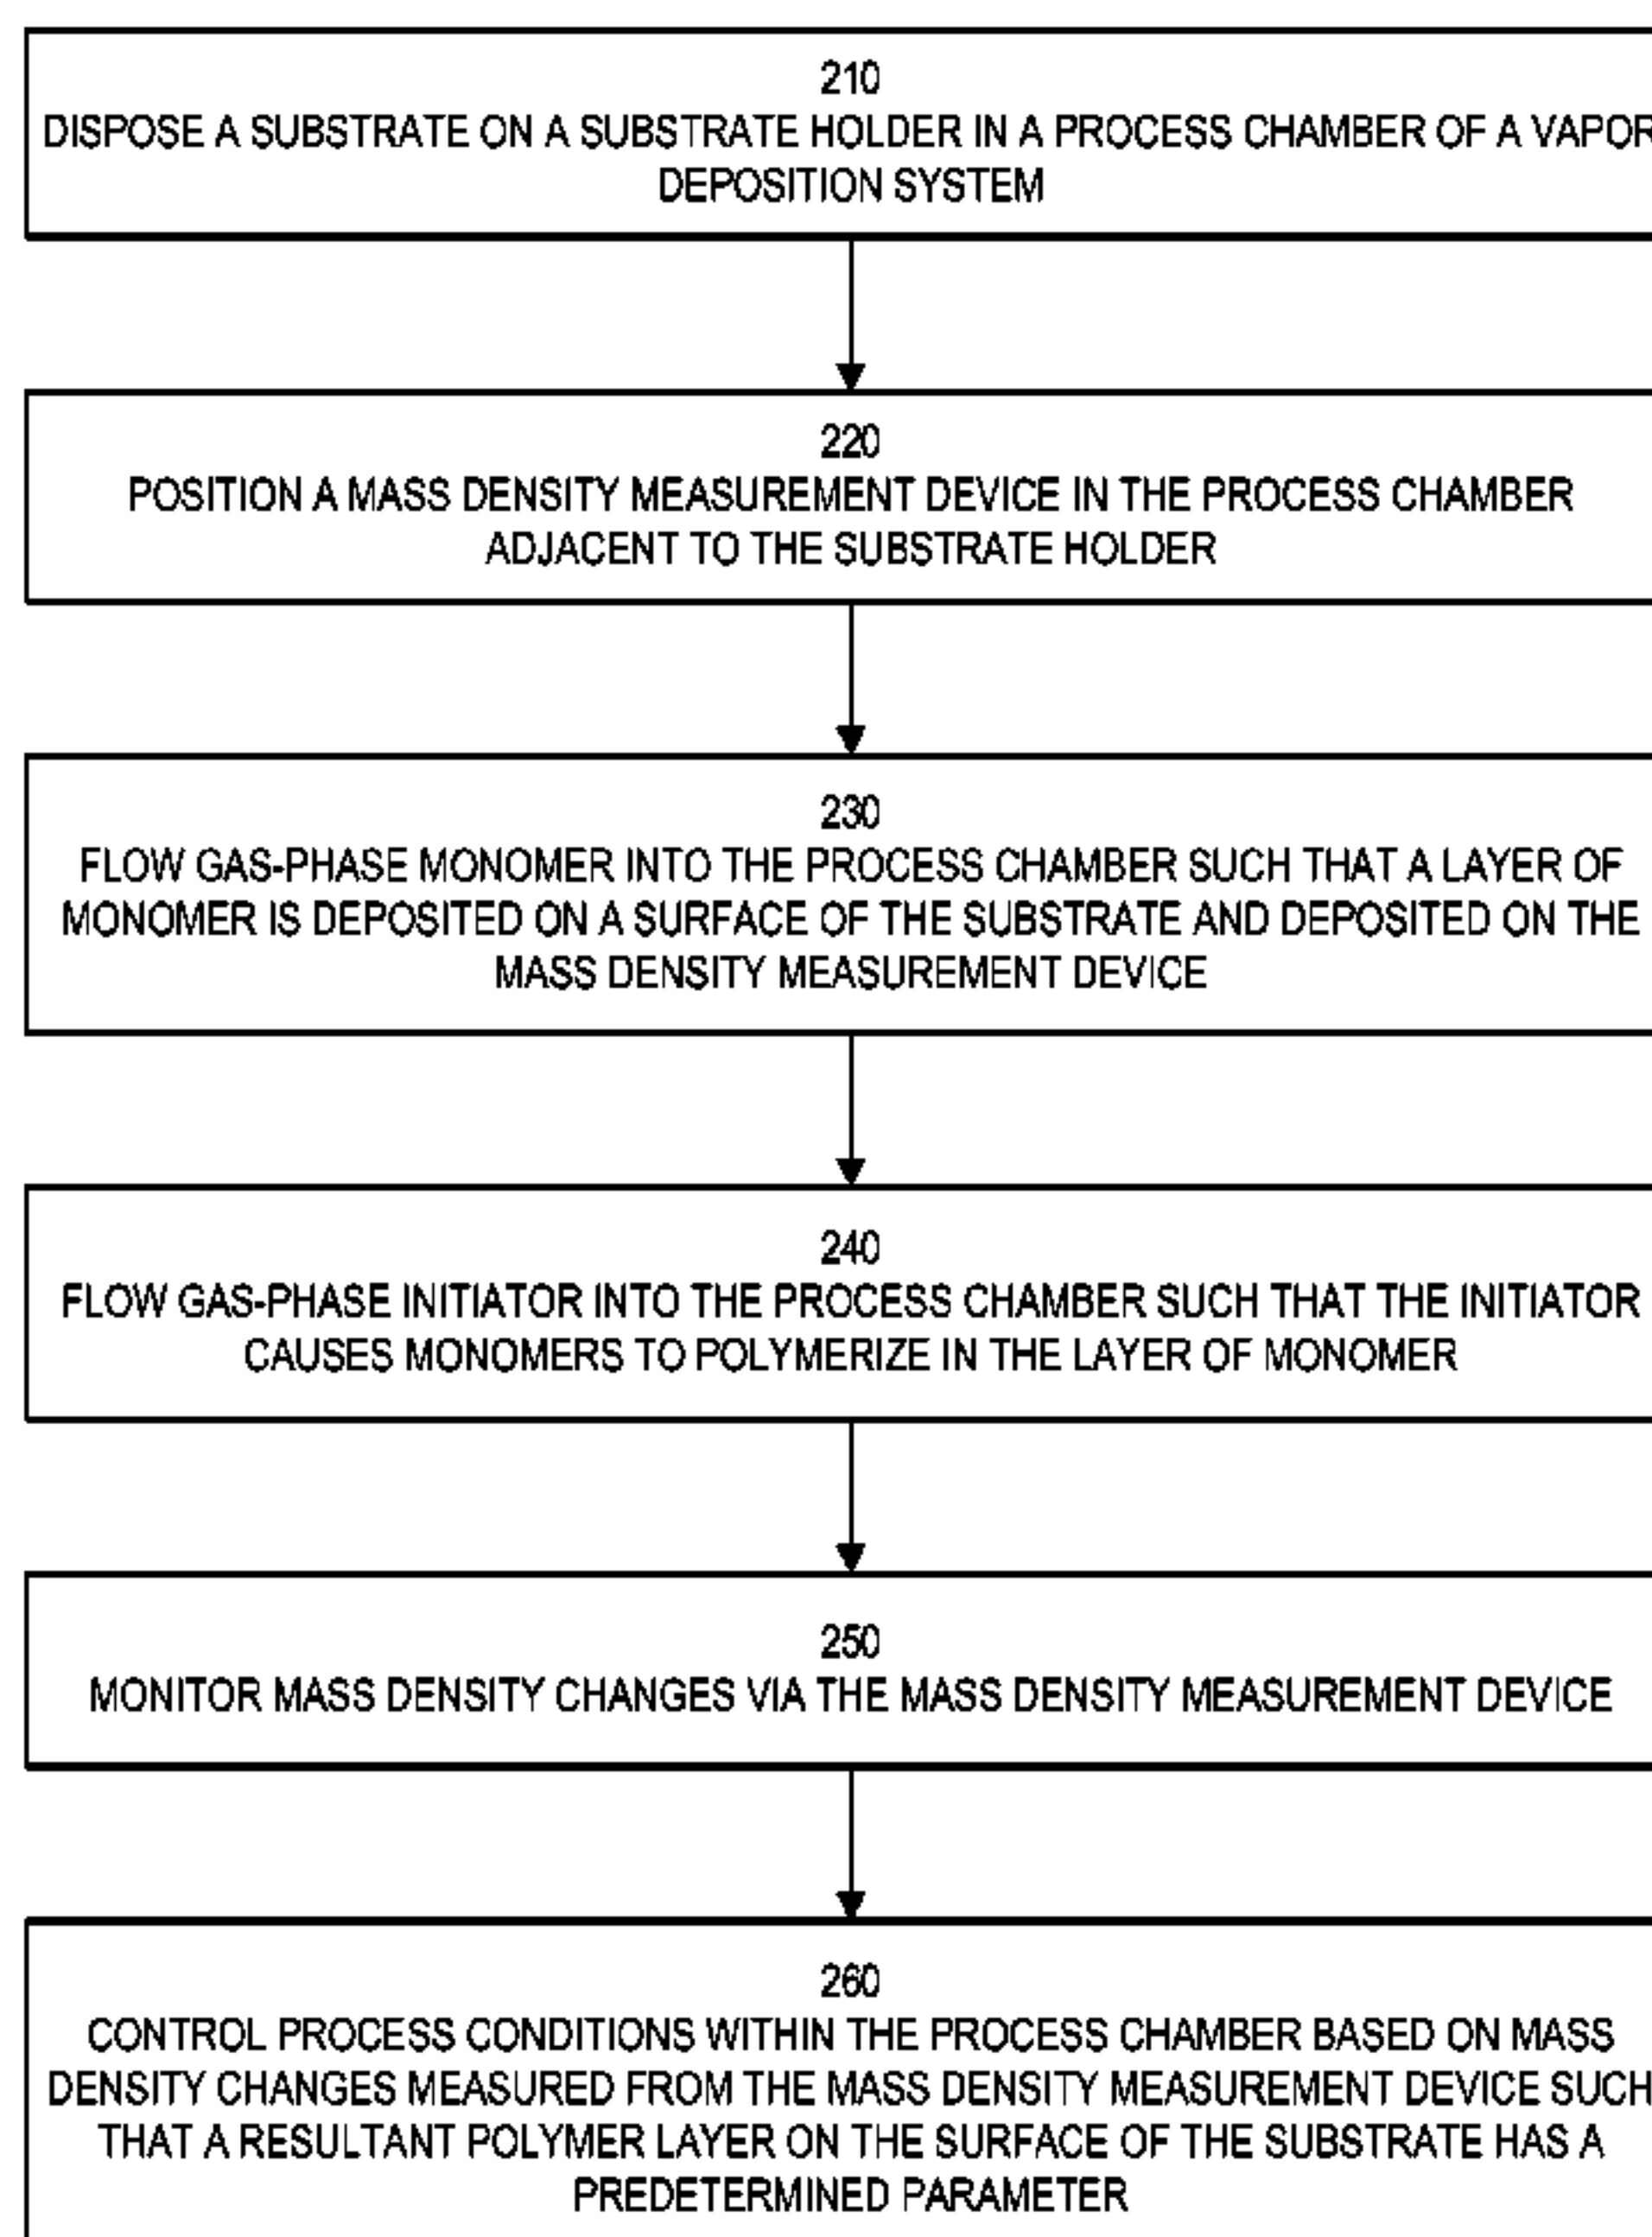 210
DISPOSE A SUBSTRATE ON A SUBSTRATE HOLDER IN A PROCESS CHAMBER OF A VAPOR
DEPOSITION SYSTEM
220
POSITION A MASS DENSITY MEASUREMENT DEVICE IN THE PROCESS CHAMBER
ADJACENT TO THE SUBSTRATE HOLDER
230
FLOW GAS-PHASE MONOMER INTO THE PROCESS CHAMBER SUCH THAT A LAYER OF
MONOMER IS DEPOSITED ON A SURFACE OF THE SUBSTRATE AND DEPOSITED ON THE
MASS DENSITY MEASUREMENT DEVICE
240
FLOW GAS-PHASE INITIATOR INTO THE PROCESS CHAMBER SUCH THAT THE INITIATOR
CAUSES MONOMERS TO POLYMERIZE IN THE LAYER OF MONOMER
250
MONITOR MASS DENSITY CHANGES VIA THE MASS DENSITY MEASUREMENT DEVICE
260
CONTROL PROCESS CONDITIONS WITHIN THE PROCESS CHAMBER BASED ON MASS
DENSITY CHANGES MEASURED FROM THE MASS DENSITY MEASUREMENT DEVICE SUCH
THAT A RESULTANT POLYMER LAYER ON THE SURFACE OF THE SUBSTRATE HAS A
PREDETERMINED PARAMETER